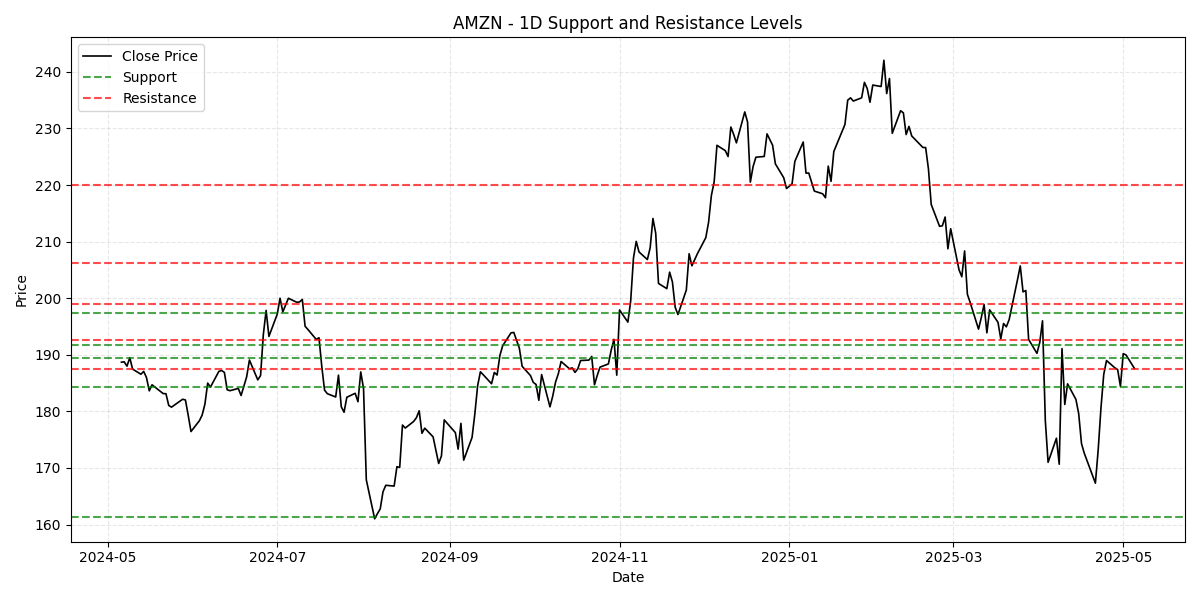 AMZN - 1D Support and Resistance Levels
Close Price
Support
Resistance
240
230
220
210
200
190
180
170
160
Price
2024-05
2024-07
2024-09
2024-11
2025-01
2025-03
2025-05
Date